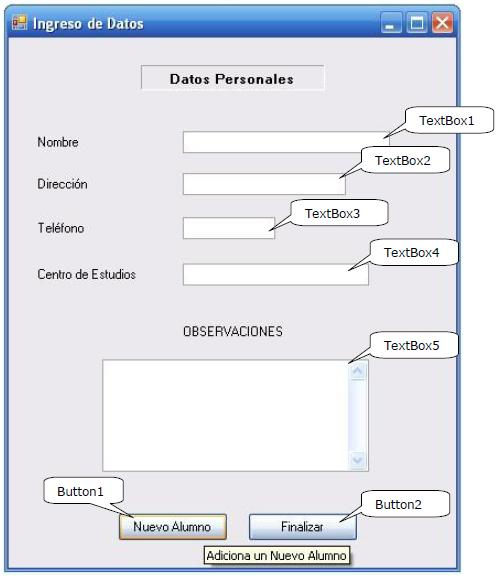 Ingreso de Datos
Datos Personales
TextBox1
Nombre
TextBox2
Dirección
TextBox3
Teléfono
TextBox4
Centro de Estudios
OBSERVACIONES
TextBox5
Button1
Button2
Nuevo Alumno
Finalizar
Adiciona un Nuevo Alumno